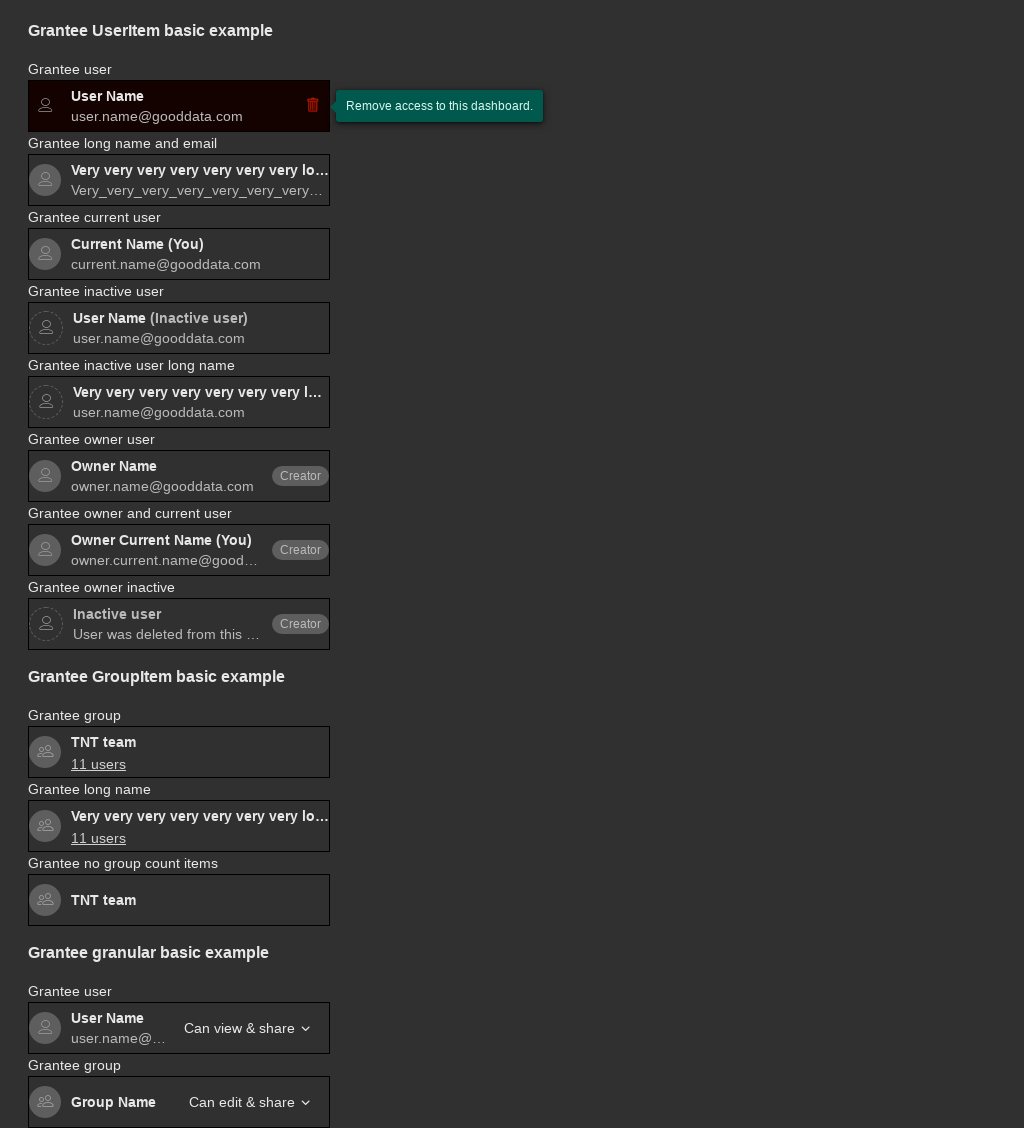 Grantee UserItem basic example
Grantee user
User Name
user.name@gooddata.com
Remove access to this dashboard.
Grantee long name and email
Very very very very very very very lo…
Very_very_very_very_very_very_very…
Grantee current user
Current Name (You)
current.name@gooddata.com
Grantee inactive user
User Name (Inactive user)
user.name@gooddata.com
Grantee inactive user long name
Very very very very very very very l…
user.name@gooddata.com
Grantee owner user
Owner Name
owner.name@gooddata.com
Creator
Grantee owner and current user
Owner Current Name (You)
owner.current.name@good…
Creator
Grantee owner inactive
Inactive user
User was deleted from this …
Creator
Grantee GroupItem basic example
Grantee group
TNT team
11 users
Grantee long name
Very very very very very very very lo…
11 users
Grantee no group count items
TNT team
Grantee granular basic example
Grantee user
User Name
user.name@…
Can view & share
Grantee group
Group Name
Can edit & share